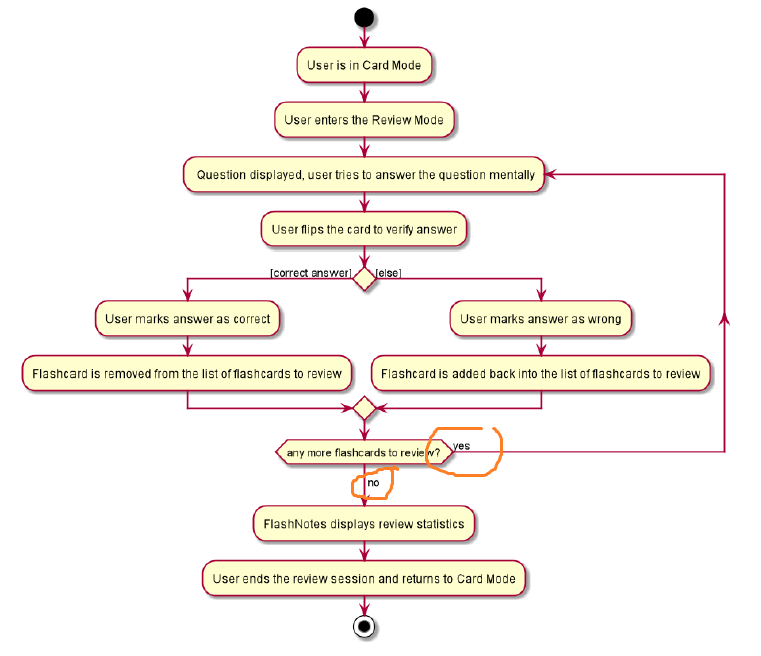 User is in Card Mode
User enters the Review Mode
Question displayed, user tries to answer the question mentally
User flips the card to verify answer
[correct answer]
[else]
User marks answer as correct
User marks answer as wrong
Flashcard is removed from the list of flashcards to review
Flashcard is added back into the list of flashcards to review
any more flashcards to review?
yes
no
FlashNotes displays review statistics
User ends the review session and returns to Card Mode